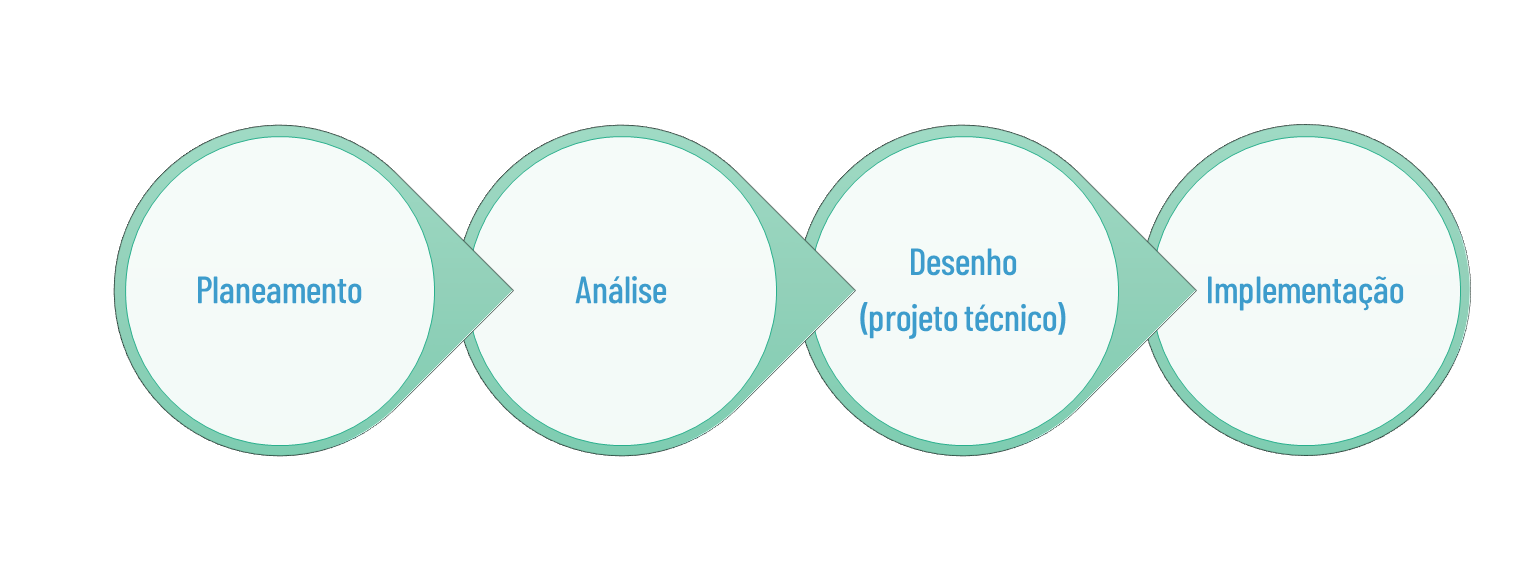 Planeamento
Análise
Desenho
(projeto técnico)
Implementação